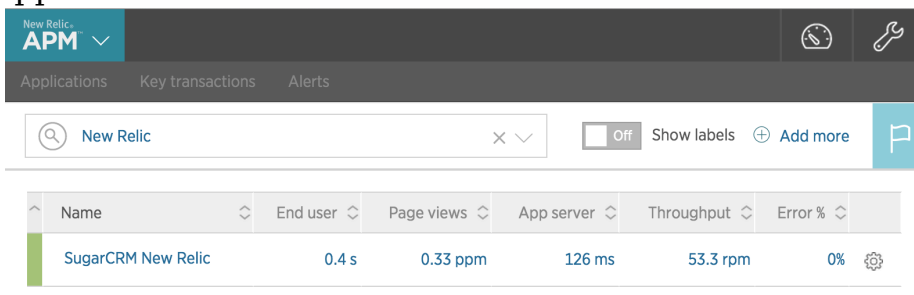 New Relic.
APM™
Applications Key transactions Alerts
New Relic
Off Show labels Add more
Name End user Page views App server Throughput Error %
SugarCRM New Relic 0.4 s 0.33 ppm 126 ms 53.3 rpm 0%